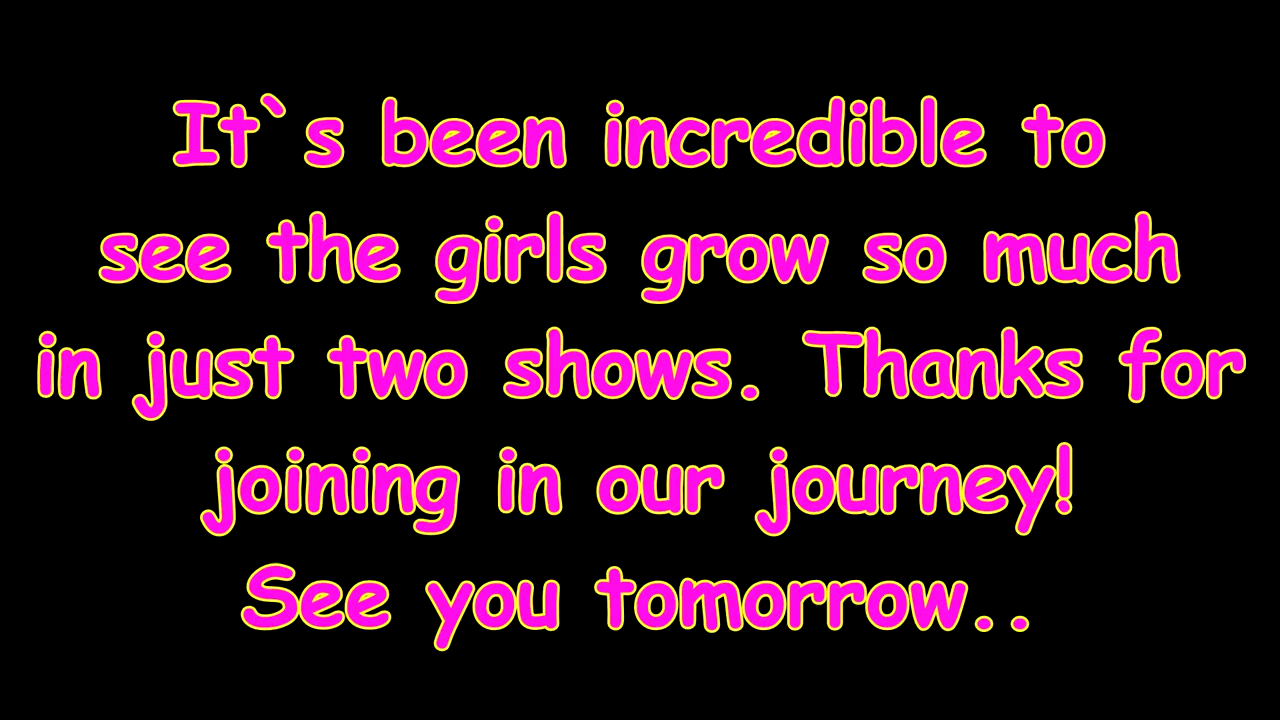 It`s been incredible to
see the girls grow so much
in just two shows. Thanks for
joining in our journey!
See you tomorrow..